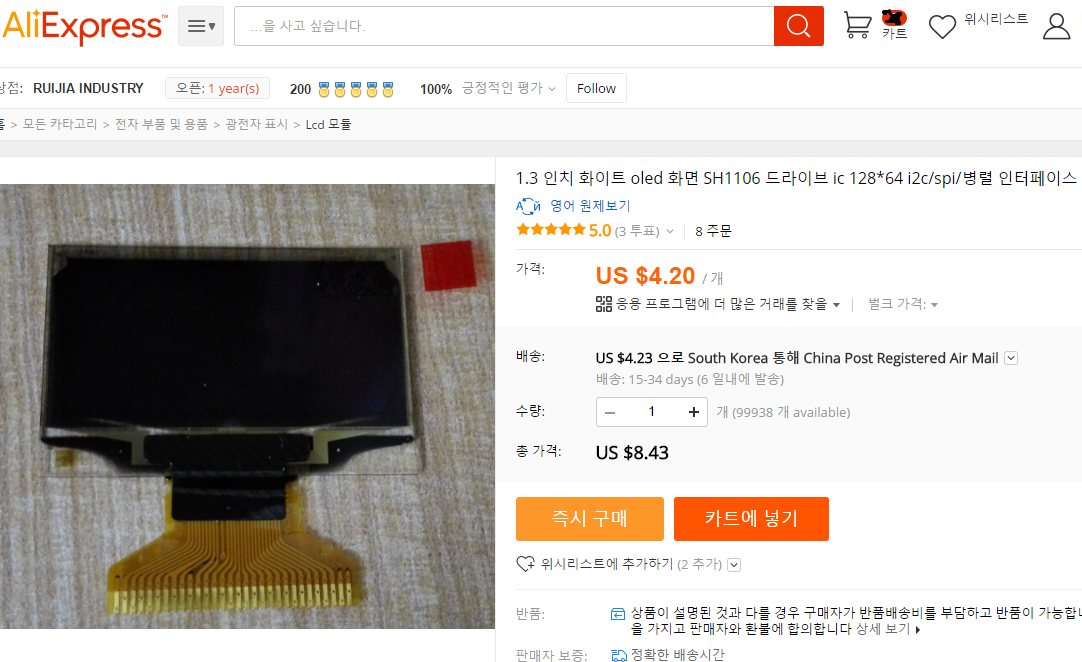 AliExpress™
...을 사고 싶습니다.
카트
위시리스트
상점: RUIJIA INDUSTRY 오픈: 1 year(s) 200 100% 긍정적인 평가 Follow
홈 > 모든 카타고리 > 전자 부품 및 용품 > 광전자 표시 > Lcd 모듈
1.3 인치 화이트 oled 화면 SH1106 드라이브 ic 128*64 i2c/spi/병렬 인터페이스
영어 원제보기
5.0 (3 투표) 8 주문
가격: US $4.20 / 개
응용 프로그램에 더 많은 거래를 찾을 벌크 가격:
배송: US $4.23 으로 South Korea 통해 China Post Registered Air Mail
배송: 15-34 days (6 일내에 발송)
수량: − 1 + 개 (99938 개 available)
총 가격: US $8.43
즉시 구매 카트에 넣기
위시리스트에 추가하기 (2 추가)
반품: 상품이 설명된 것과 다를 경우 구매자가 반품배송비를 부담하고 반품이 가능합니
을 가지고 판매자와 환불에 합의합니다 상세 보기
판매자 보증: 정확한 배송시간